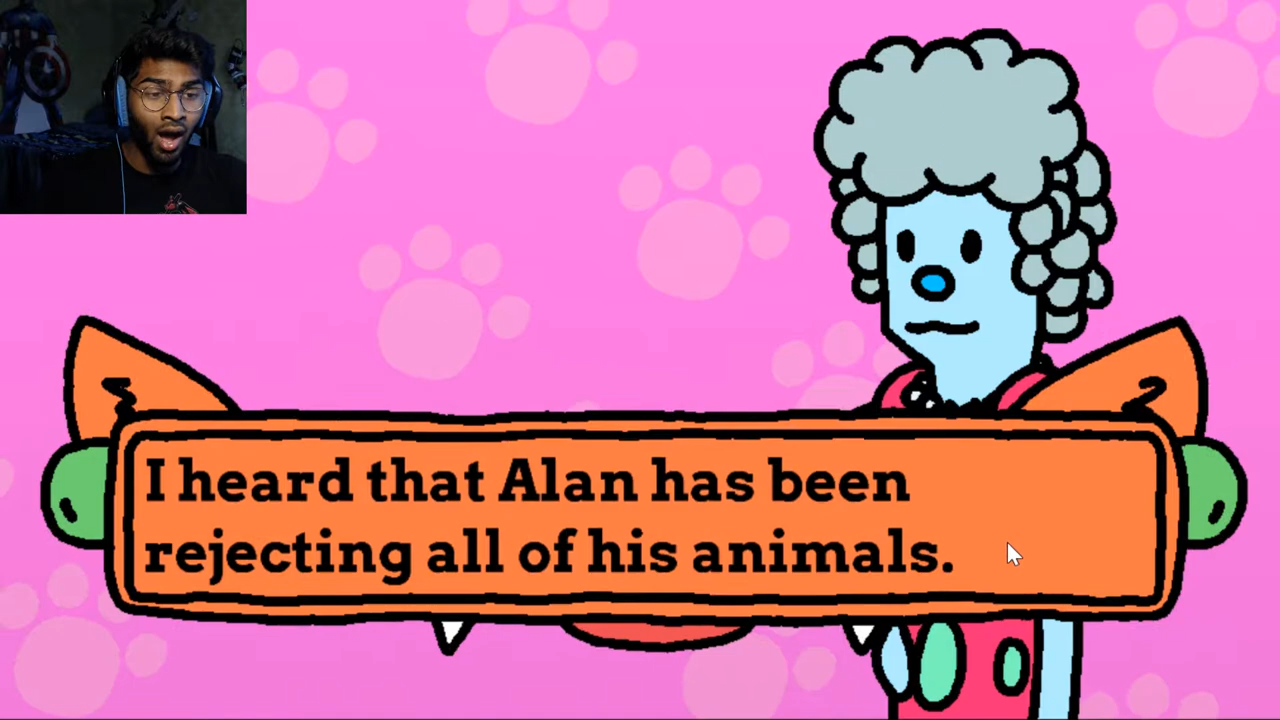 I heard that Alan has been
rejecting all of his animals.